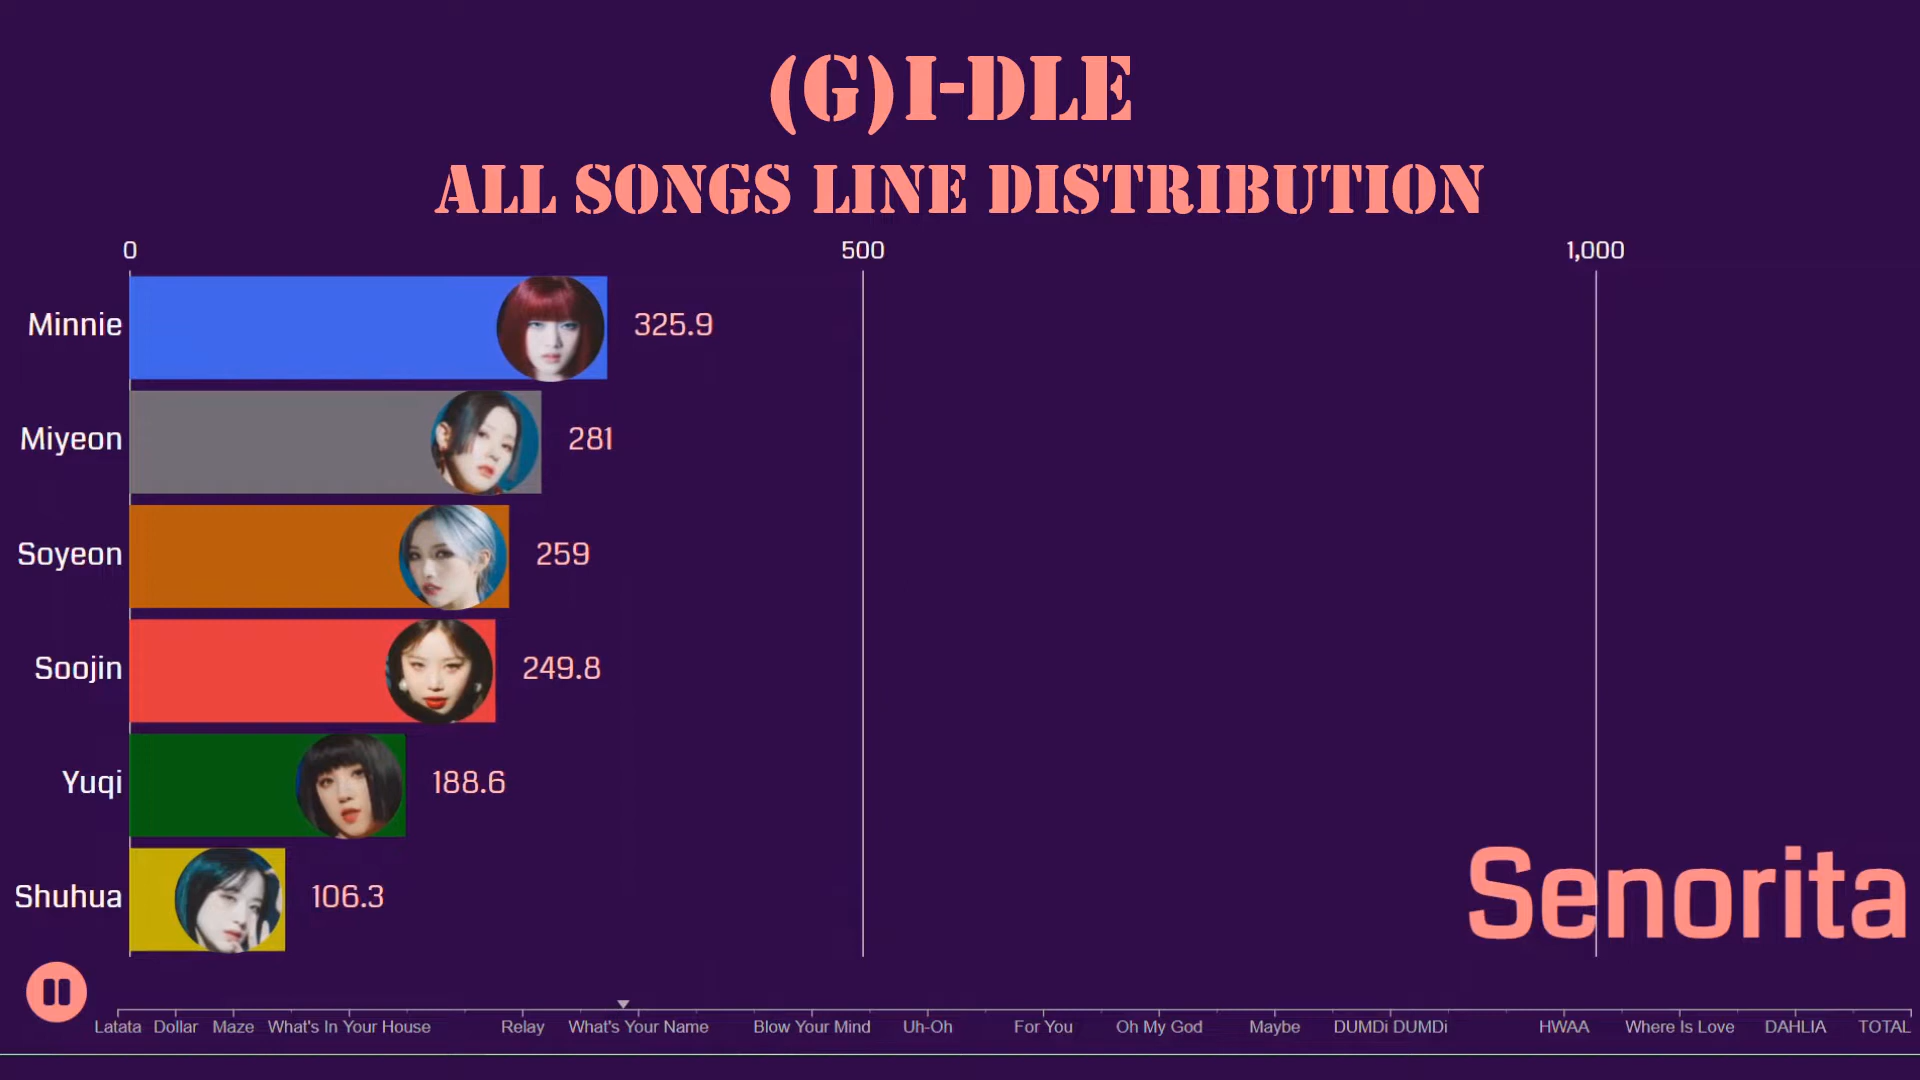 (G)I-DLE
ALL SONGS LINE DISTRIBUTION
0 500 1,000
Minnie 325.9
Miyeon 281
Soyeon 259
Soojin 249.8
Yuqi 188.6
Shuhua 106.3
Senorita
Latata Dollar Maze What's In Your House Relay What's Your Name Blow Your Mind Uh-Oh For You Oh My God Maybe DUMDi DUMDi HWAA Where Is Love DAHLIA TOTAL